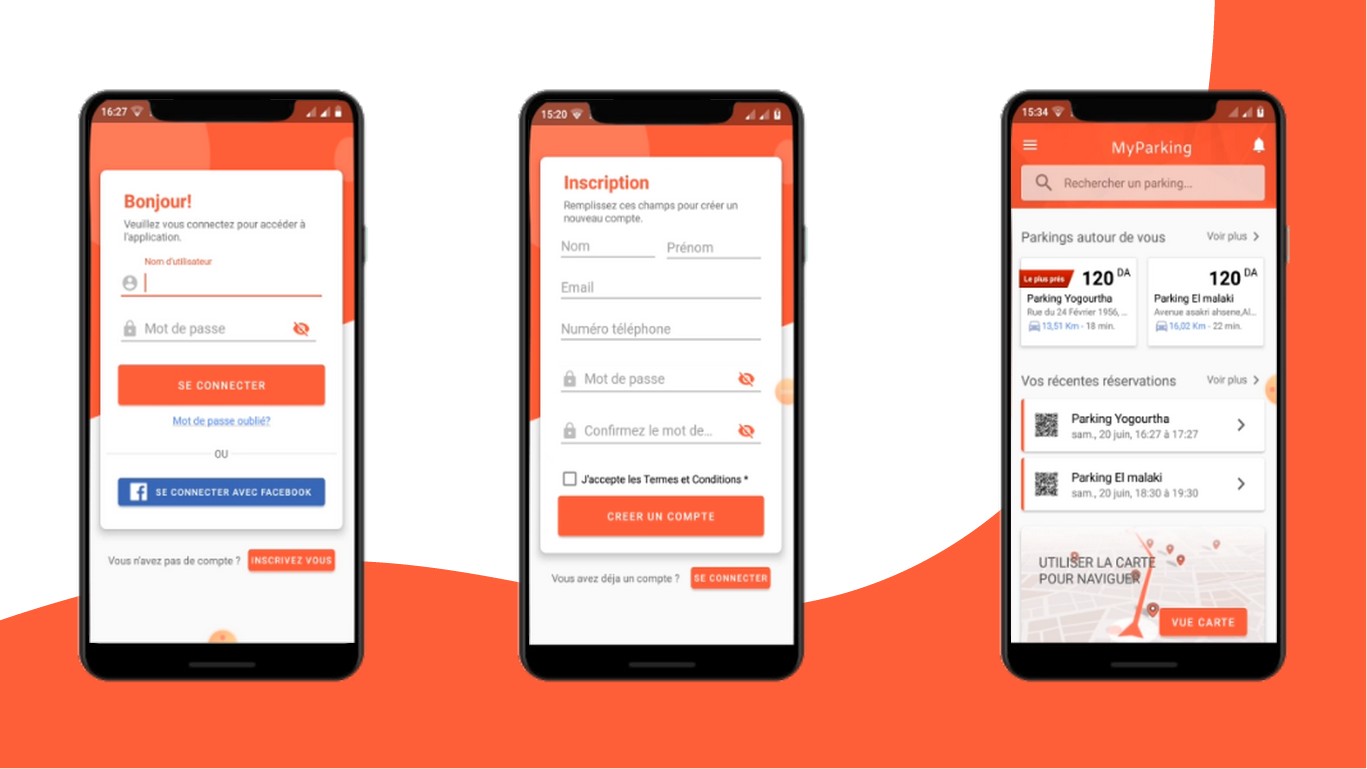 16:27
Bonjour!
Veuillez vous connectez pour accéder à
l'application.
Nom d'utilisateur
Mot de passe
SE CONNECTER
Mot de passe oublié?
OU
SE CONNECTER AVEC FACEBOOK
Vous n'avez pas de compte ? INSCRIVEZ VOUS
15:20
Inscription
Remplissez ces champs pour créer un
nouveau compte.
Nom Prénom
Email
Numéro téléphone
Mot de passe
Confirmez le mot de...
J'accepte les Termes et Conditions *
CREER UN COMPTE
Vous avez déja un compte ? SE CONNECTER
15:34
MyParking
Rechercher un parking...
Parkings autour de vous Voir plus
Le plus prés 120 DA
Parking Yogourtha
Rue du 24 Février 1956, ...
13,51 Km - 18 min.
120 DA
Parking El malaki
Avenue asakri ahsene,Al...
16,02 Km - 22 min.
Vos récentes réservations Voir plus
Parking Yogourtha
sam., 20 juin, 16:27 à 17:27
Parking El malaki
sam., 20 juin, 18:30 à 19:30
UTILISER LA CARTE
POUR NAVIGUER
VUE CARTE